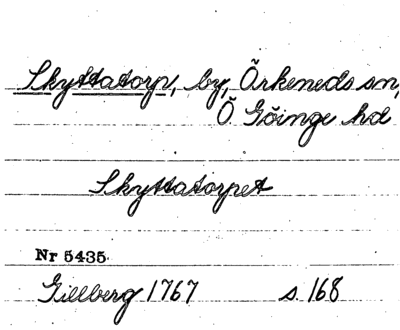 Skyttatorp, by, Örkeneds sn,
Ö Göinge hd
Skyttatorpet
Nr 5435
Gillberg 1767 s. 168